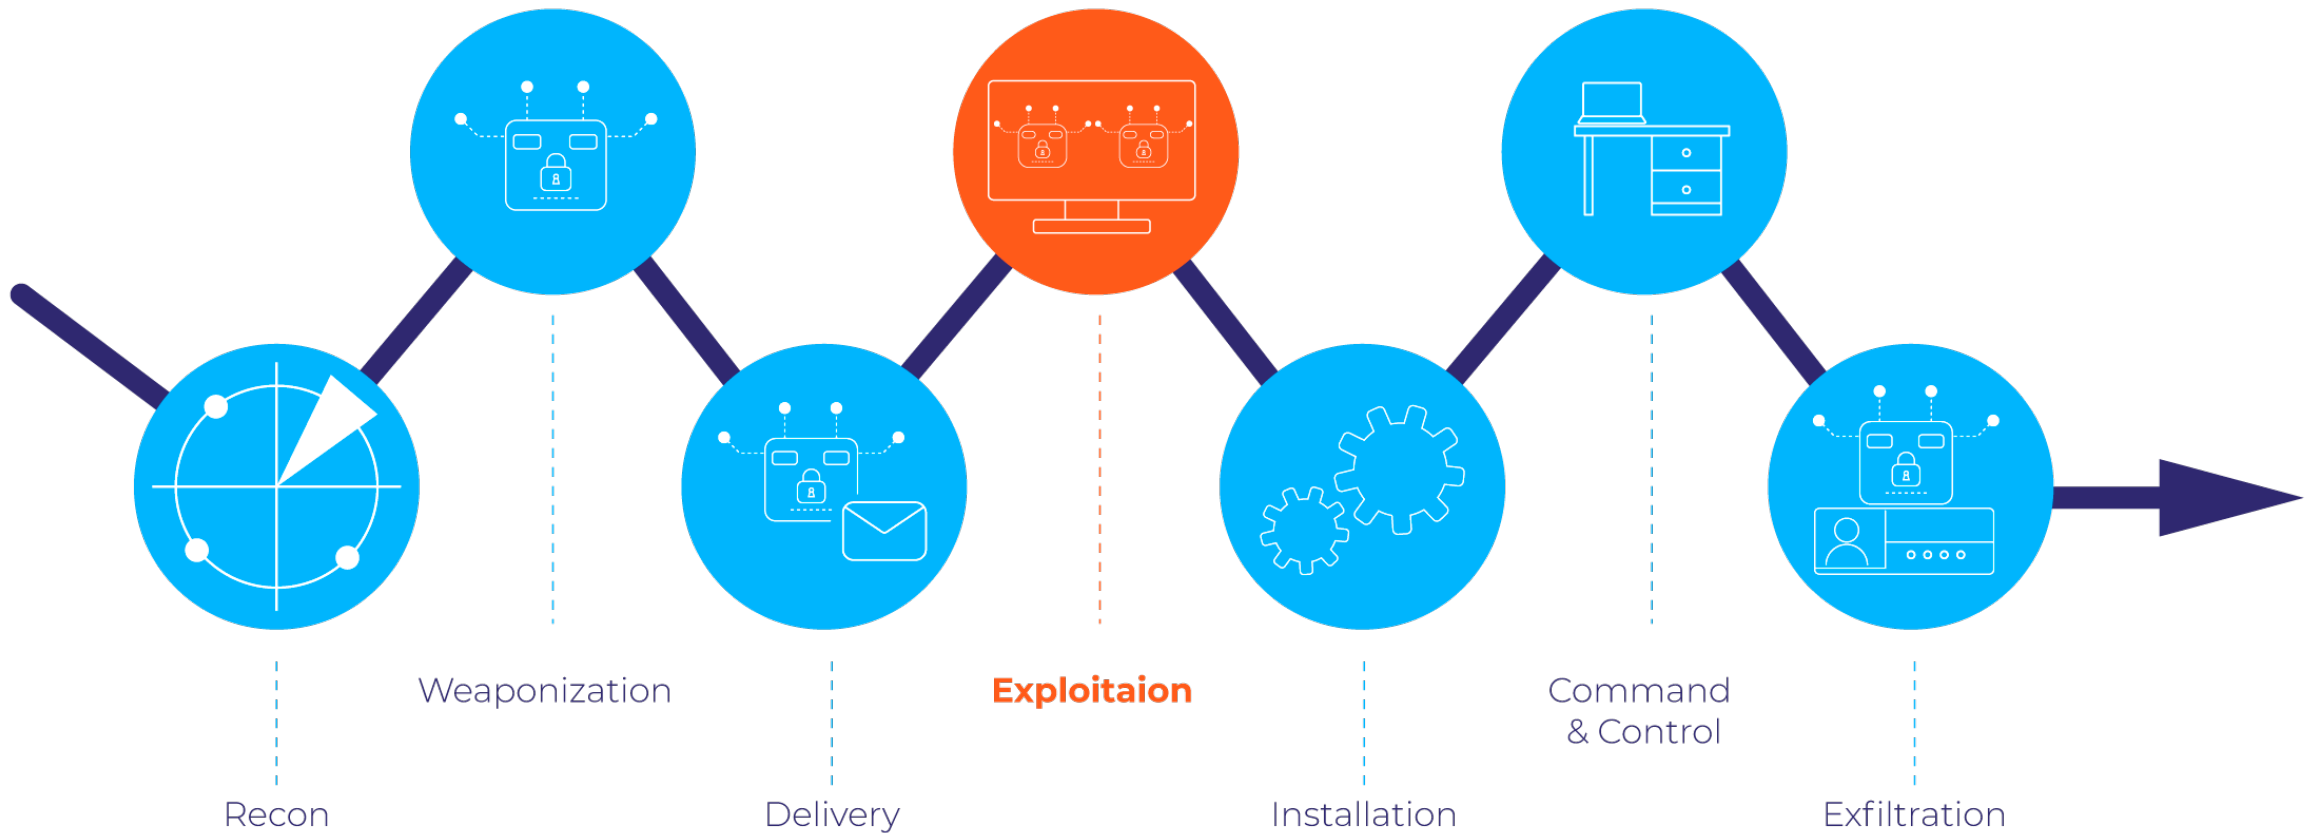 Recon
Weaponization
Delivery
Exploitaion
Installation
Command
& Control
Exfiltration